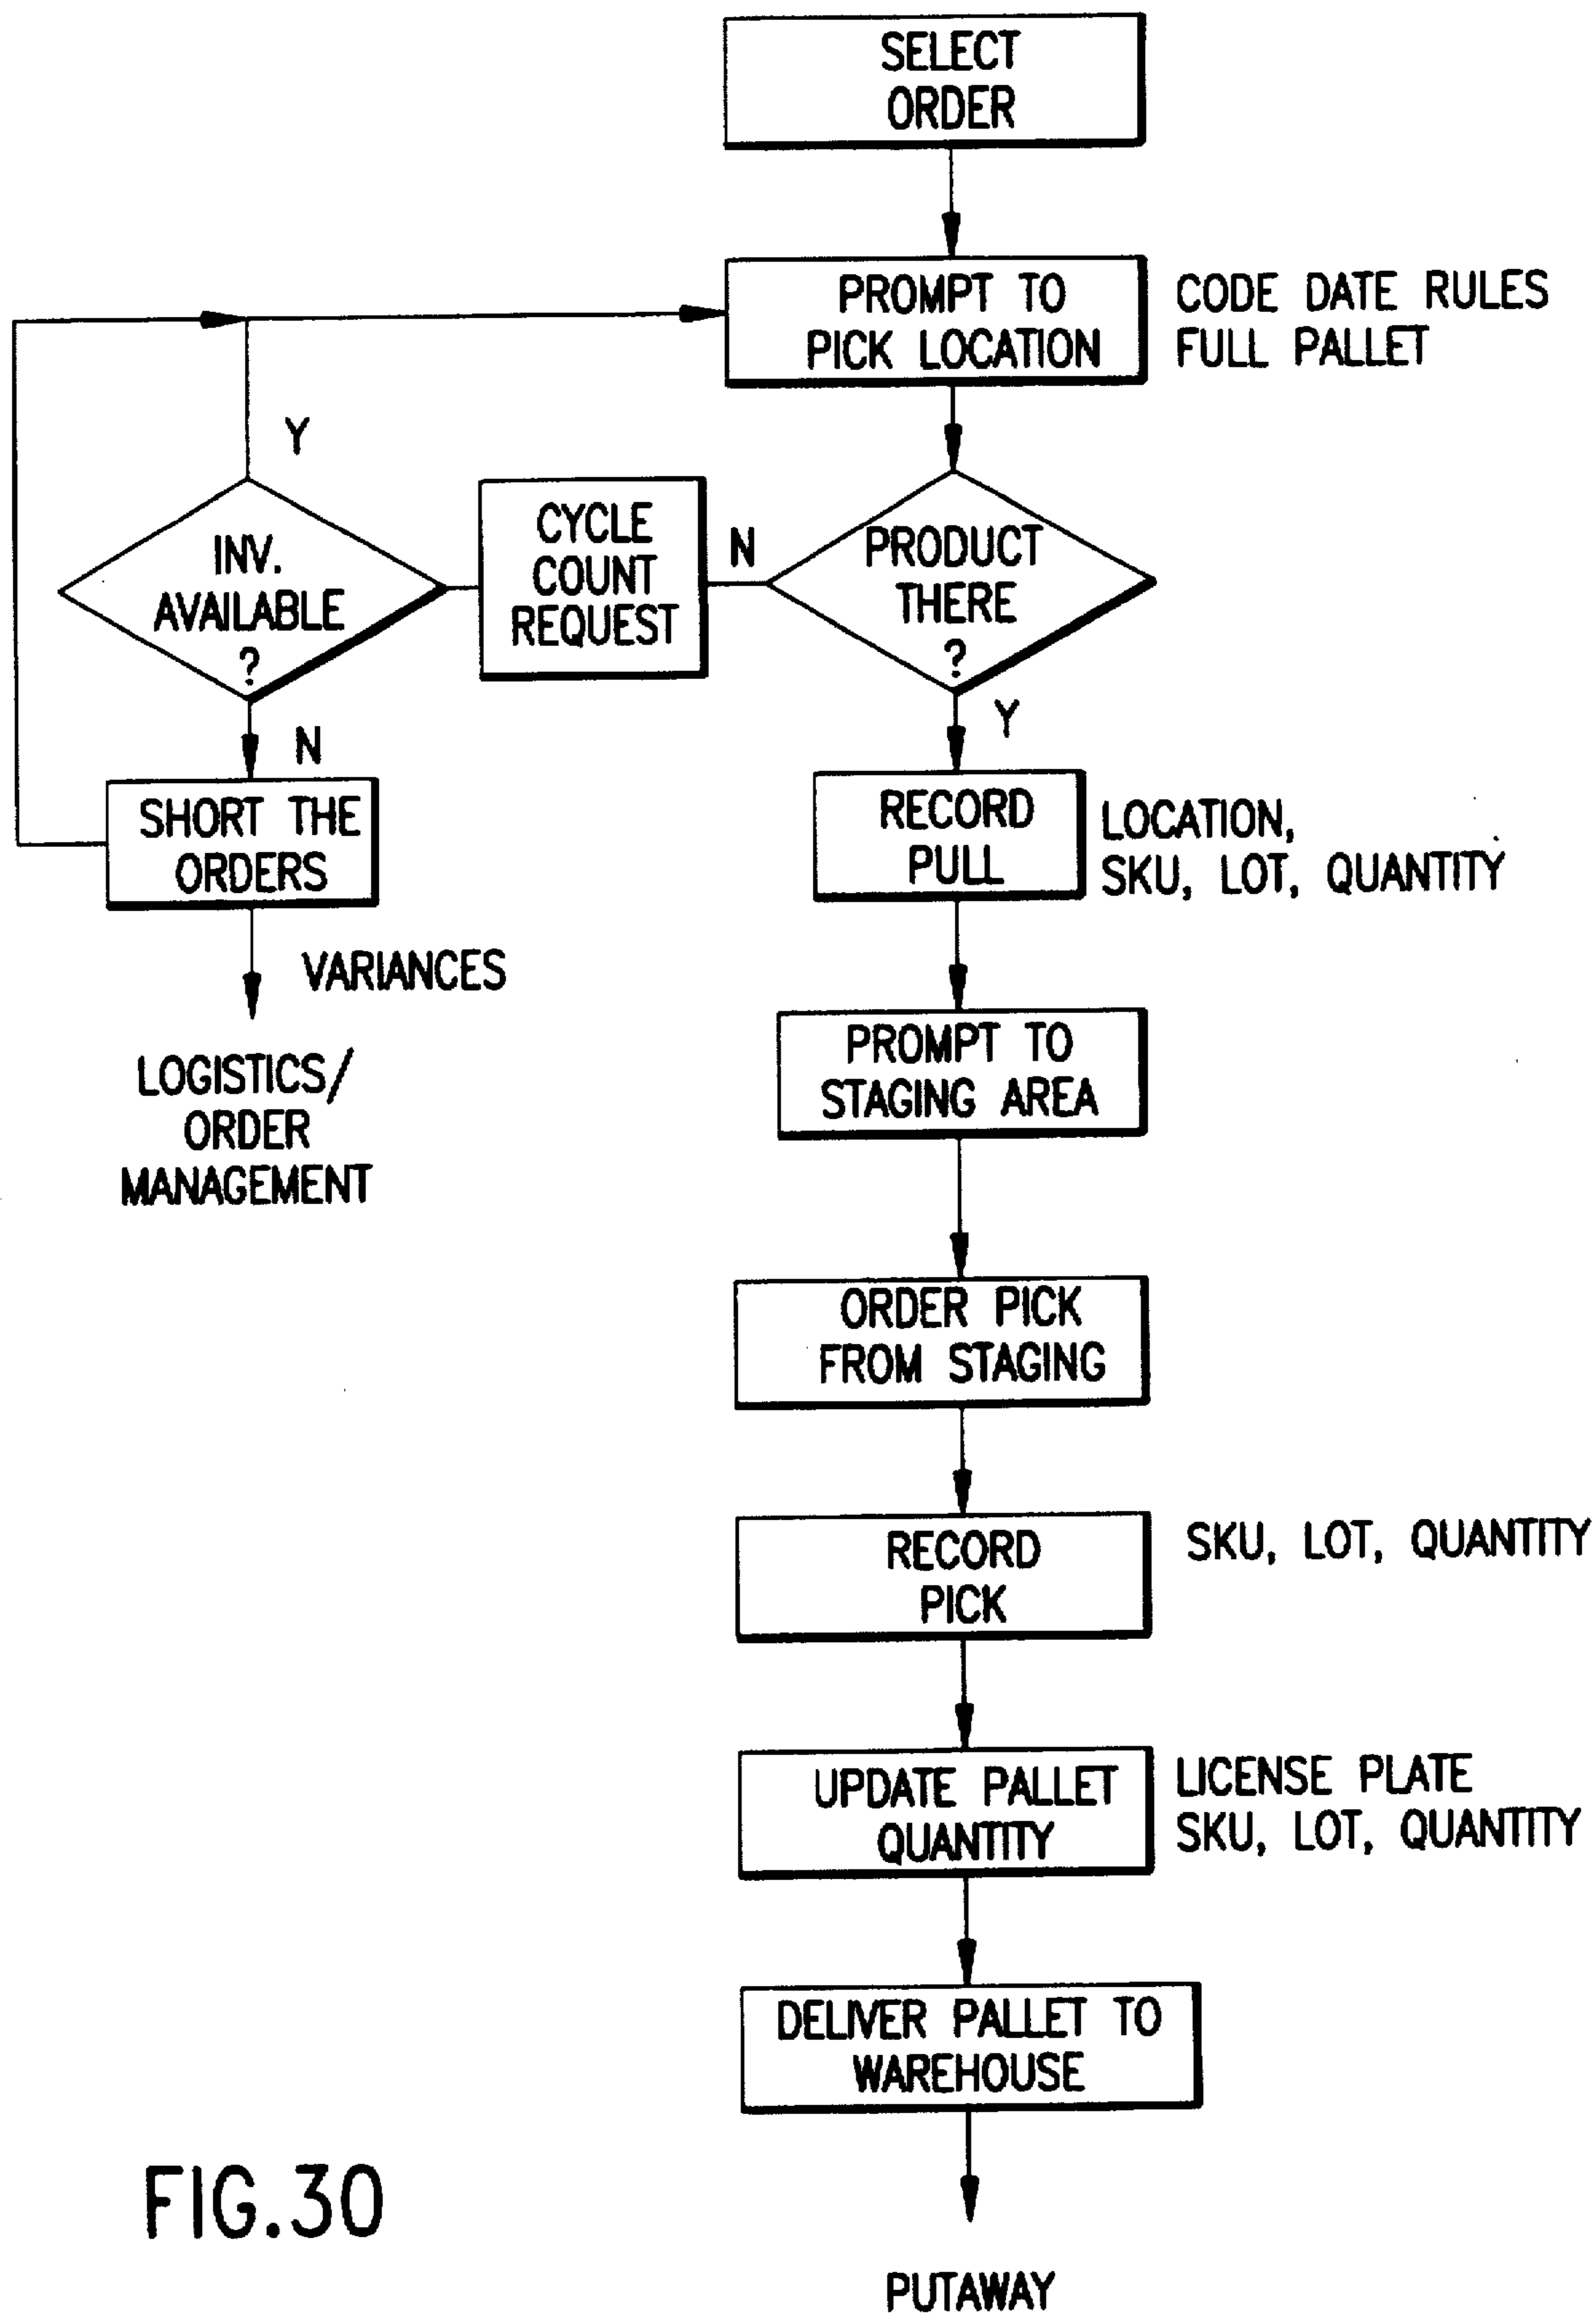 SELECT
ORDER
PROMPT TO
PICK LOCATION
CODE DATE RULES
FULL PALLET
Y
INV.
AVAILABLE
?
CYCLE
COUNT
REQUEST
N
PRODUCT
THERE
?
N
Y
SHORT THE
ORDERS
RECORD
PULL
LOCATION,
SKU, LOT, QUANTITY
VARIANCES
LOGISTICS/
ORDER
MANAGEMENT
PROMPT TO
STAGING AREA
ORDER PICK
FROM STAGING
RECORD
PICK
SKU, LOT, QUANTITY
UPDATE PALLET
QUANTITY
LICENSE PLATE
SKU, LOT, QUANTITY
DELIVER PALLET TO
WAREHOUSE
PUTAWAY
FIG.30